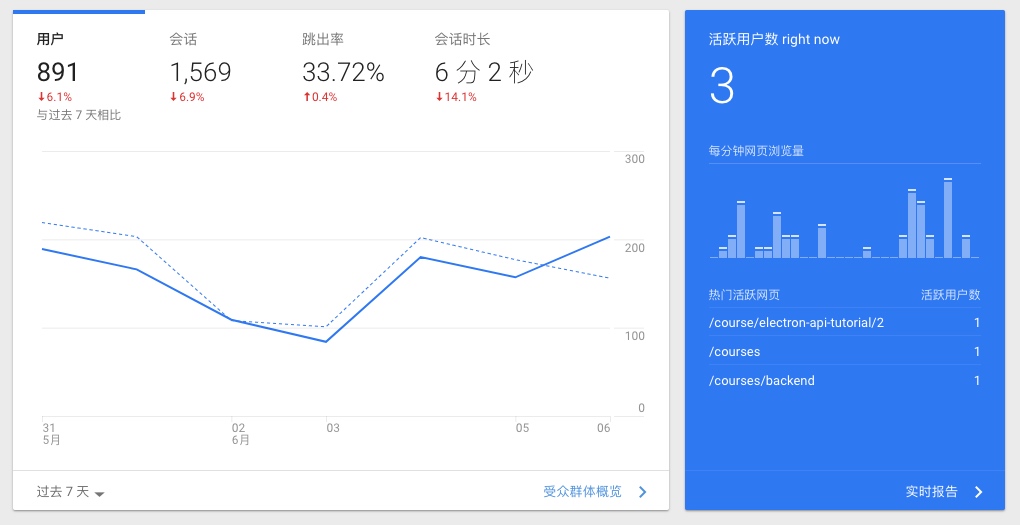 用户 会话 跳出率 会话时长
891 1,569 33.72% 6 分 2 秒
↓6.1% ↓6.9% ↑0.4% ↓14.1%
与过去 7 天相比
300
200
100
0
31 02 03 05 06
5月 6月
过去 7 天 受众群体概览
活跃用户数 right now
3
每分钟网页浏览量
热门活跃网页 活跃用户数
/course/electron-api-tutorial/2 1
/courses 1
/courses/backend 1
实时报告